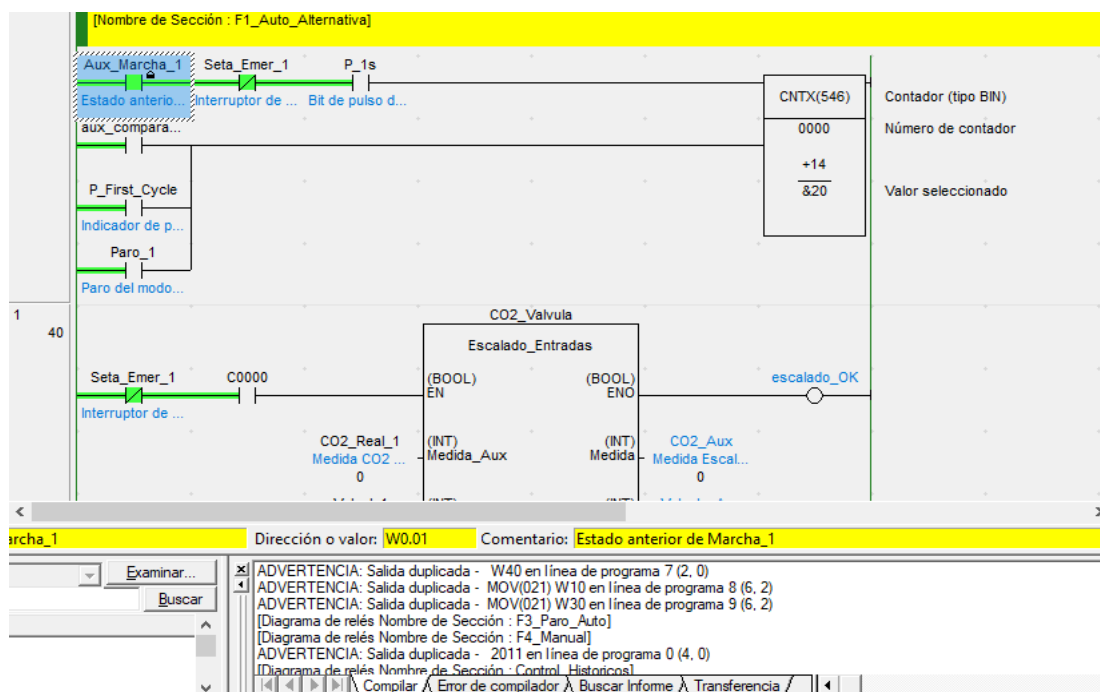 [Nombre de Sección : F1_Auto_Alternativa]
Aux_Marcha_1 Seta_Emer_1 P_1s
Estado anterio... Interruptor de ... Bit de pulso d...
CNTX(546) Contador (tipo BIN)
aux_compara...
0000 Número de contador
+14
P_First_Cycle
&20 Valor seleccionado
Indicador de p...
Paro_1
Paro del modo...
1
40
CO2_Valvula
Escalado_Entradas
Seta_Emer_1 C0000 (BOOL) (BOOL) escalado_OK
EN ENO
Interruptor de ...
CO2_Real_1 (INT) (INT) CO2_Aux
Medida CO2 ... Medida_Aux Medida Medida Escal...
0 0
archa_1 Dirección o valor: W0.01 Comentario: Estado anterior de Marcha_1
Examinar...
Buscar
ADVERTENCIA: Salida duplicada - W40 en línea de programa 7 (2, 0)
ADVERTENCIA: Salida duplicada - MOV(021) W10 en línea de programa 8 (6, 2)
ADVERTENCIA: Salida duplicada - MOV(021) W30 en línea de programa 9 (6, 2)
[Diagrama de relés Nombre de Sección : F3_Paro_Auto]
[Diagrama de relés Nombre de Sección : F4_Manual]
ADVERTENCIA: Salida duplicada - 2011 en línea de programa 0 (4, 0)
[Diagrama de relés Nombre de Sección : Control_Historicos]
Compilar Error de compilador Buscar Informe Transferencia